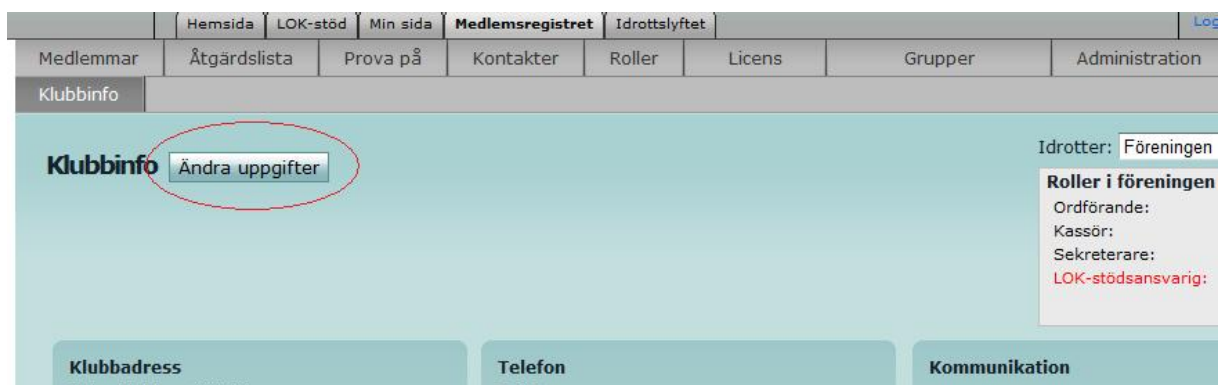 Hemsida LOK-stöd Min sida Medlemsregistret Idrottslyftet Log
Medlemmar Åtgärdslista Prova på Kontakter Roller Licens Grupper Administration
Klubbinfo
Klubbinfo Ändra uppgifter
Idrotter: Föreningen
Roller i föreningen
Ordförande:
Kassör:
Sekreterare:
LOK-stödsansvarig:
Klubbadress Telefon Kommunikation